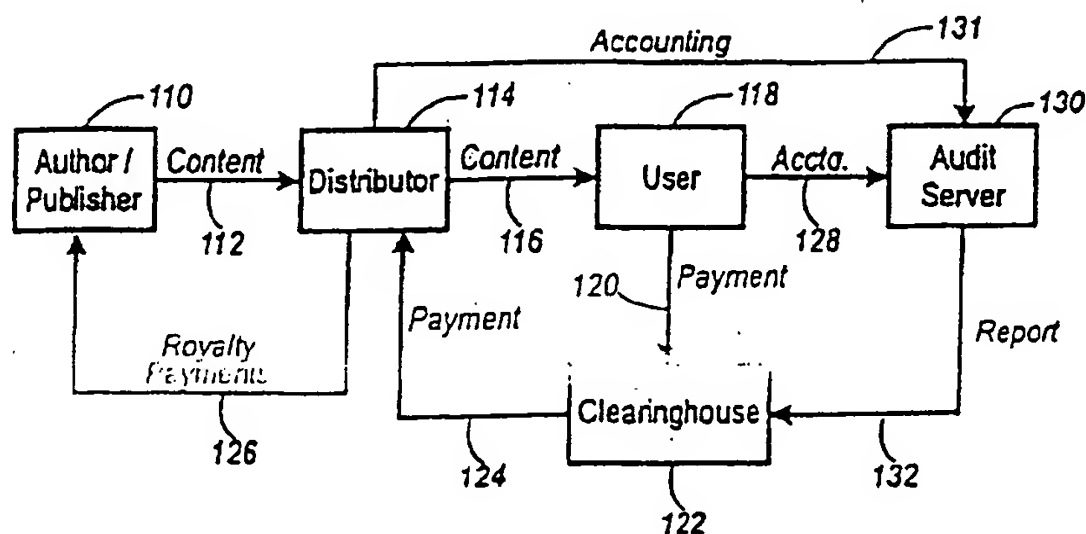 Accounting
131
110
114
118
130
Author /
Publisher
Content
Distributor
Content
User
Accta.
Audit
Server
112
116
128
120
Payment
Payment
Report
Royalty
Payments
Clearinghouse
126
124
132
122